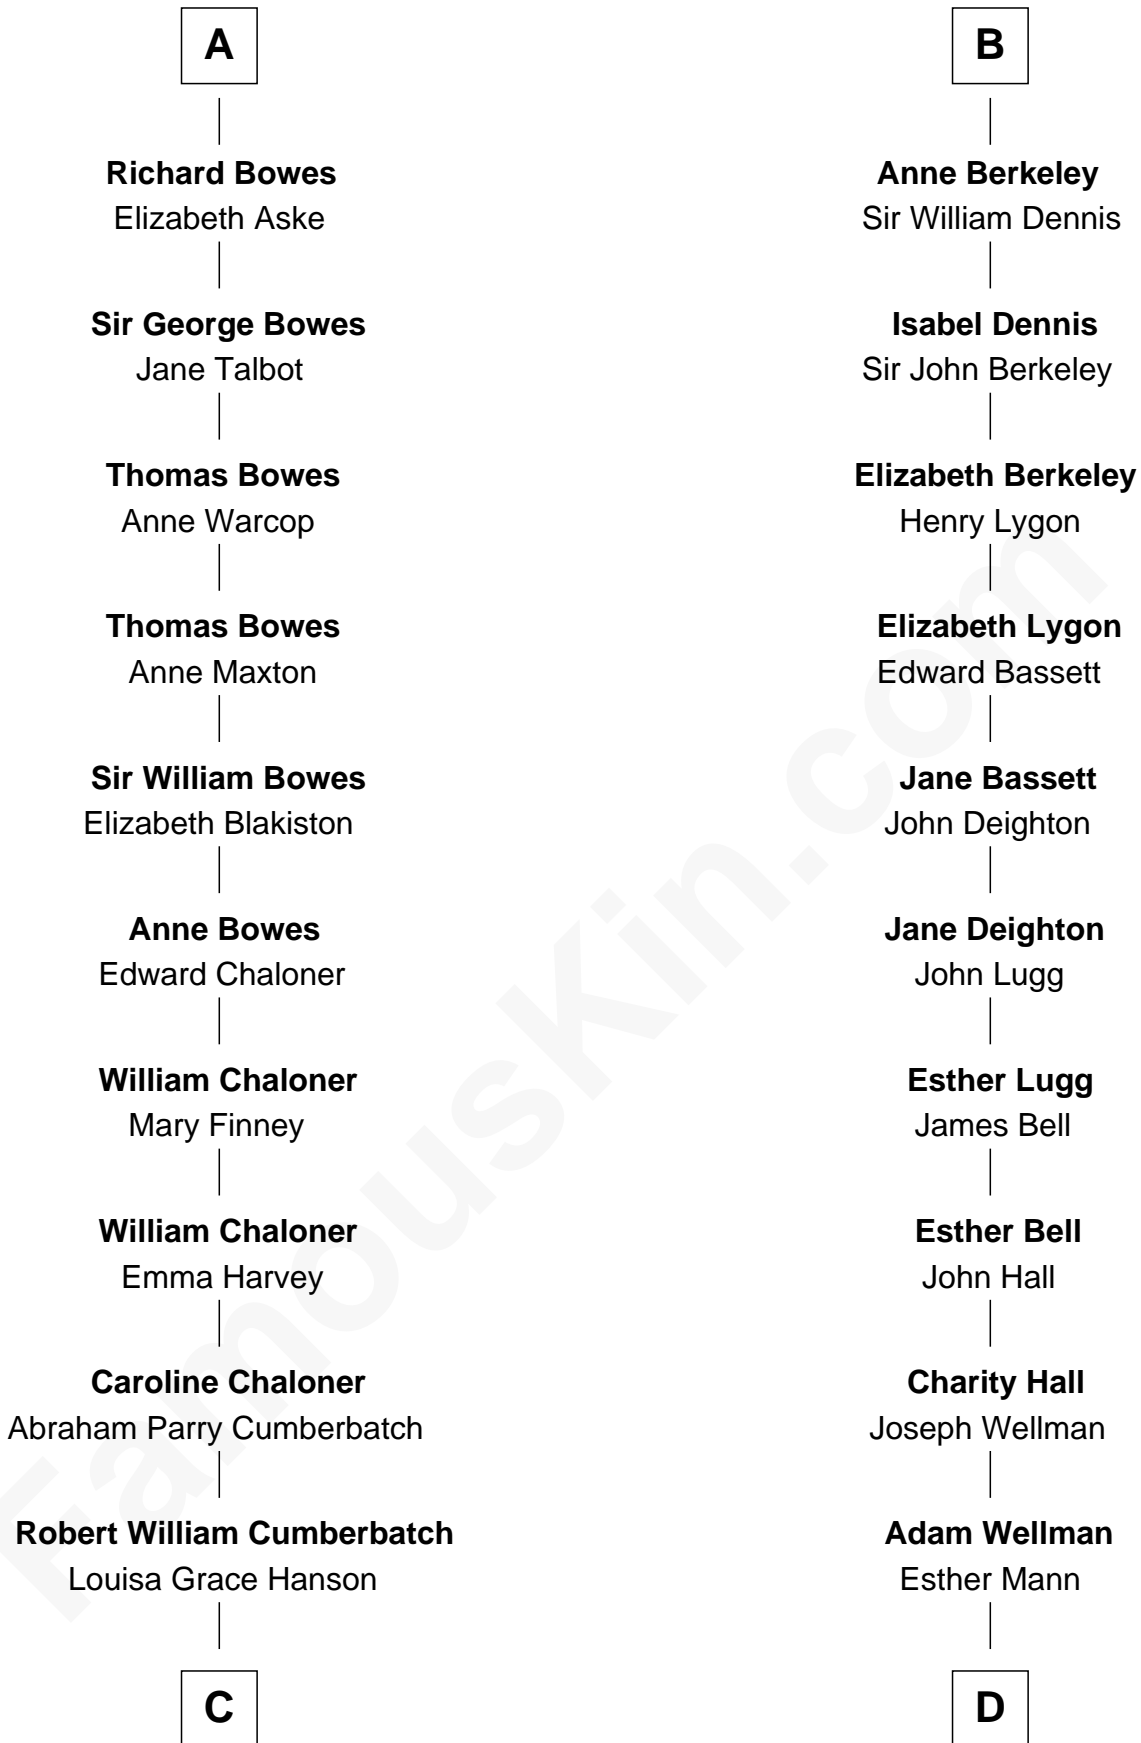 A
Richard Bowes
Elizabeth Aske
Sir George Bowes
Jane Talbot
Thomas Bowes
Anne Warcop
Thomas Bowes
Anne Maxton
Sir William Bowes
Elizabeth Blakiston
Anne Bowes
Edward Chaloner
William Chaloner
Mary Finney
William Chaloner
Emma Harvey
Caroline Chaloner
Abraham Parry Cumberbatch
Robert William Cumberbatch
Louisa Grace Hanson
C
B
Anne Berkeley
Sir William Dennis
Isabel Dennis
Sir John Berkeley
Elizabeth Berkeley
Henry Lygon
Elizabeth Lygon
Edward Bassett
Jane Bassett
John Deighton
Jane Deighton
John Lugg
Esther Lugg
James Bell
Esther Bell
John Hall
Charity Hall
Joseph Wellman
Adam Wellman
Esther Mann
D
FamousKin.com